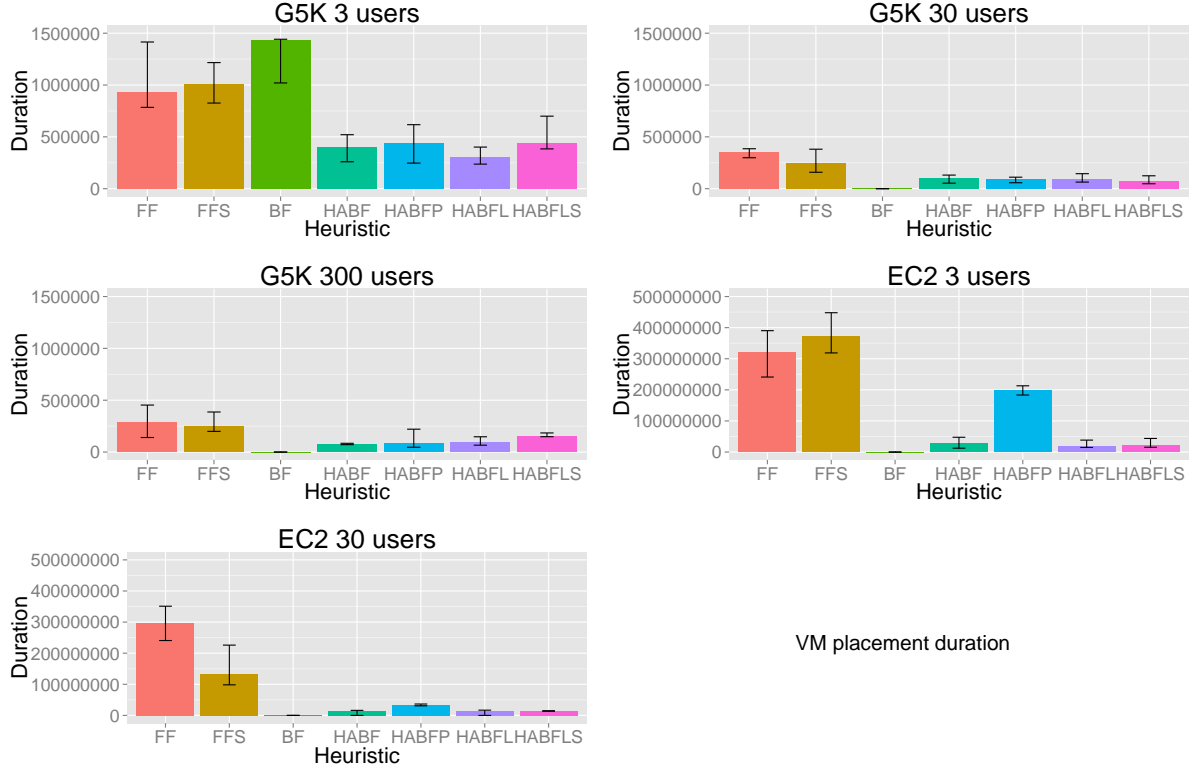 G5K 3 users
1500000
1000000
500000
0
Duration
FF FFS BF HABF HABFP HABFL HABFLS
Heuristic
G5K 30 users
1500000
1000000
500000
0
Duration
FF FFS BF HABF HABFP HABFL HABFLS
Heuristic
G5K 300 users
1500000
1000000
500000
0
Duration
FF FFS BF HABF HABFP HABFL HABFLS
Heuristic
EC2 3 users
500000000
400000000
300000000
200000000
100000000
0
Duration
FF FFS BF HABF HABFP HABFL HABFLS
Heuristic
EC2 30 users
500000000
400000000
300000000
200000000
100000000
0
Duration
FF FFS BF HABF HABFP HABFL HABFLS
Heuristic
VM placement duration